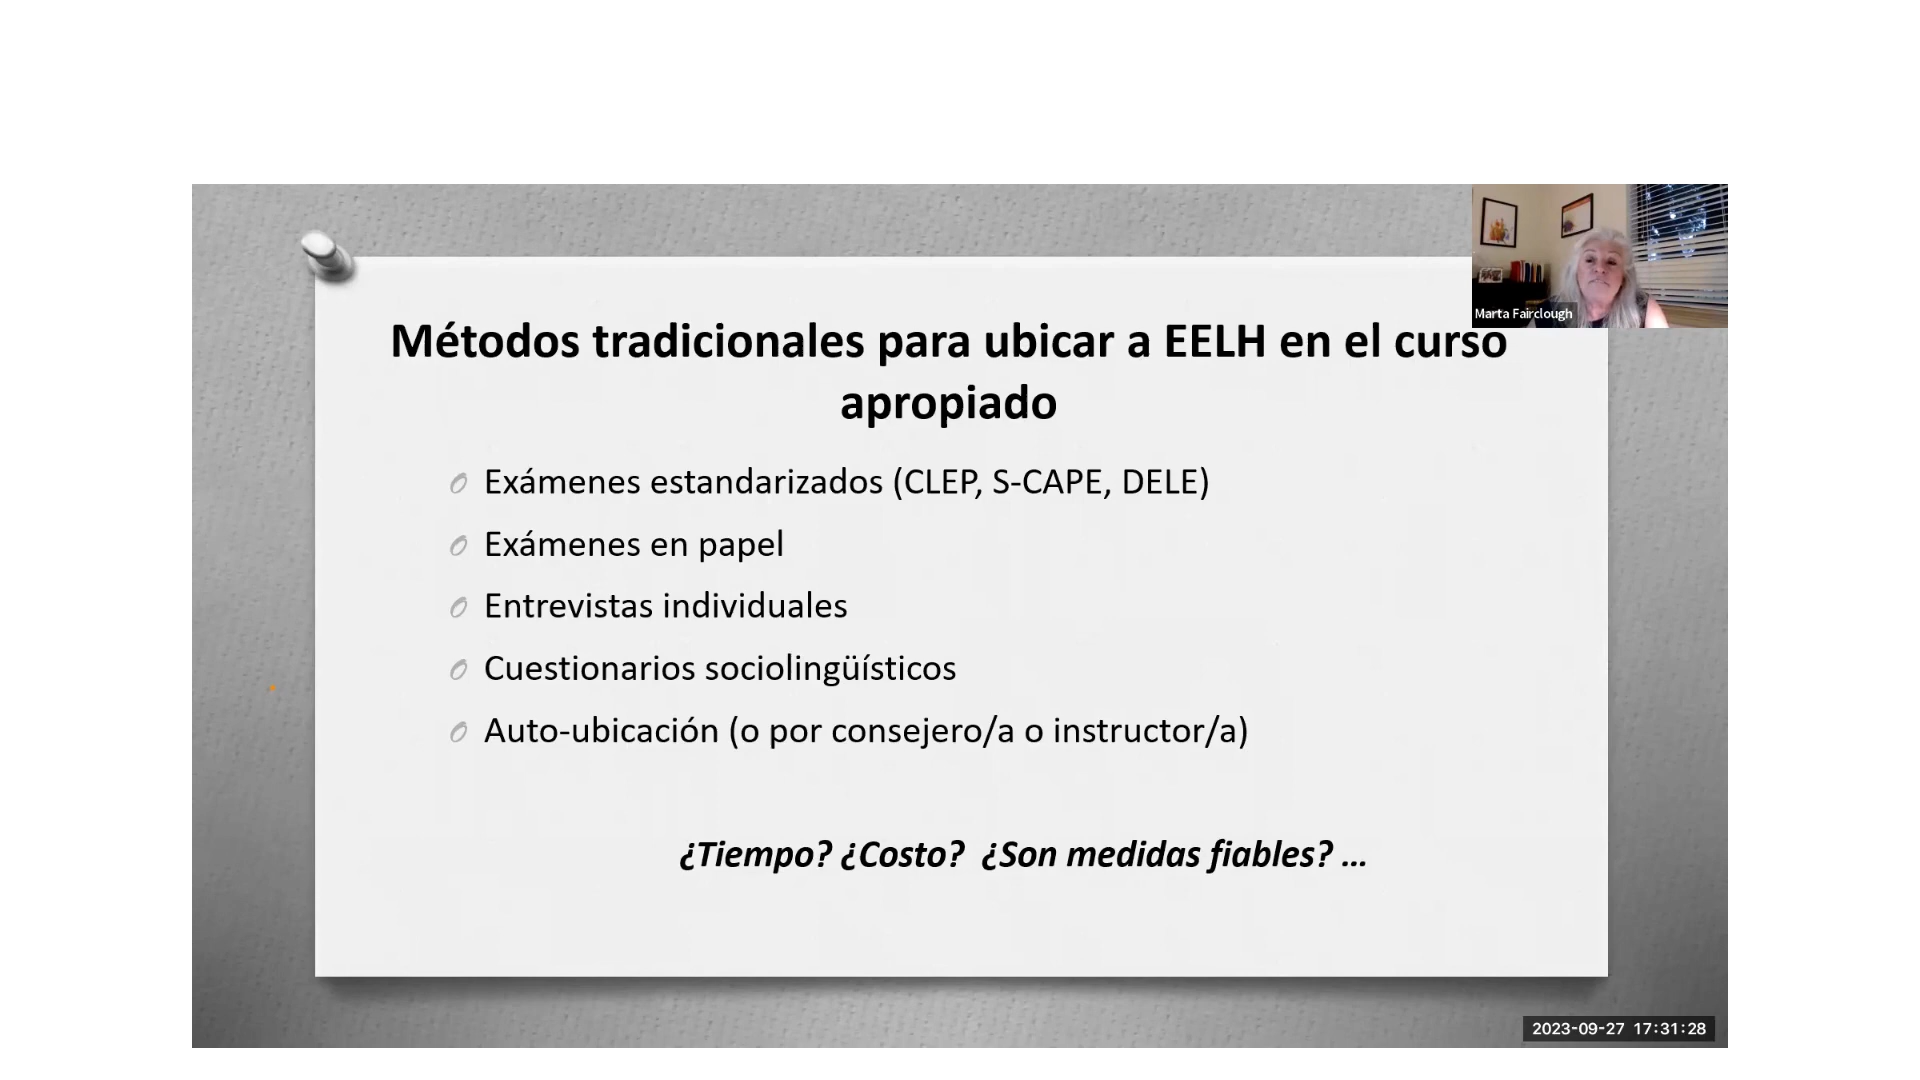 Marta Fairclough
Métodos tradicionales para ubicar a EELH en el curso
apropiado
Exámenes estandarizados (CLEP, S-CAPE, DELE)
Exámenes en papel
Entrevistas individuales
Cuestionarios sociolingüísticos
Auto-ubicación (o por consejero/a o instructor/a)
¿Tiempo? ¿Costo?  ¿Son medidas fiables? ...
2023-09-27 17:31:28